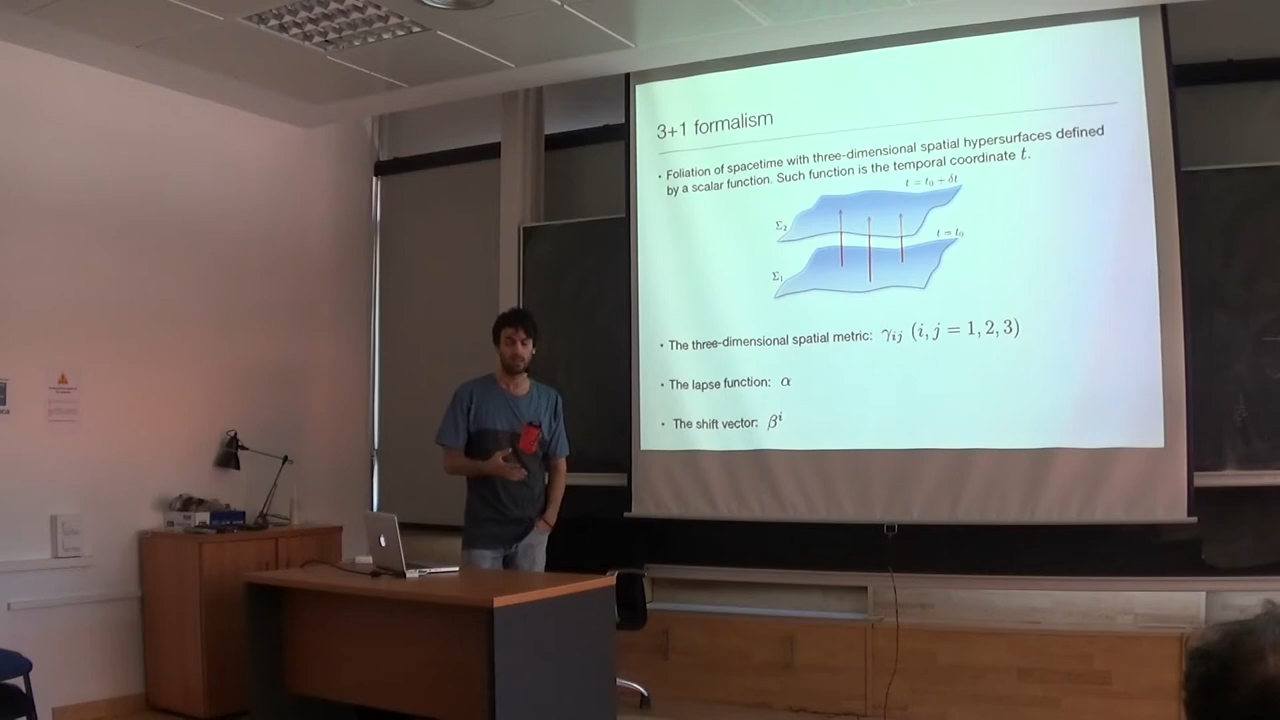 3+1 formalism
• Foliation of spacetime with three-dimensional spatial hypersurfaces defined
by a scalar function. Such function is the temporal coordinate t.
t = t₀ + δt
Σ₂
t = t₀
Σ₁
• The three-dimensional spatial metric: γᵢⱼ (i, j = 1, 2, 3)
• The lapse function: α
• The shift vector: βⁱ